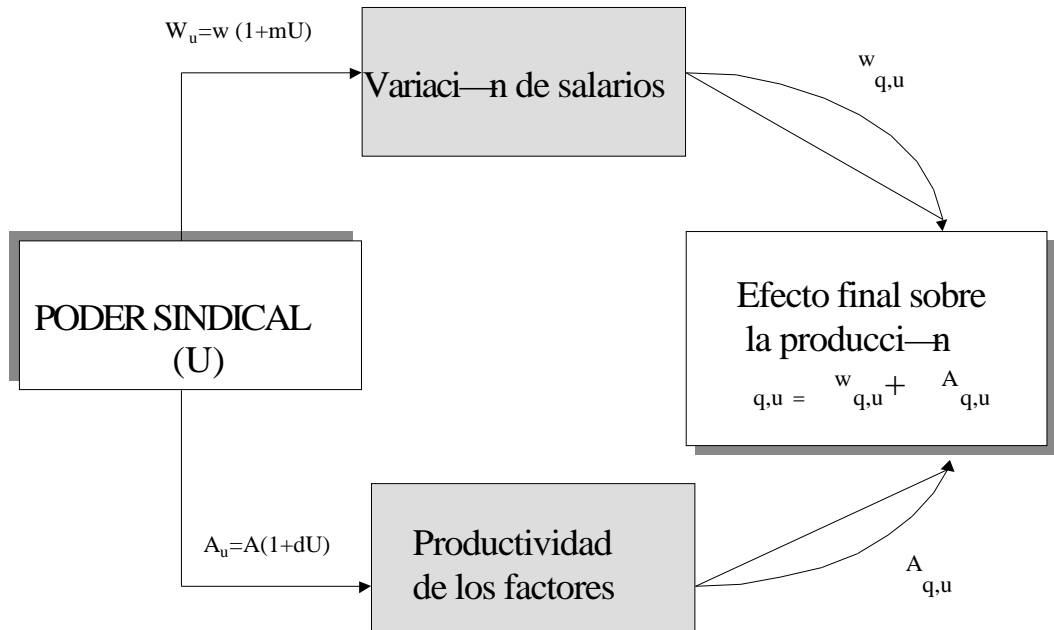 W_u=w (1+mU)
Variaci—n de salarios
w
q,u
PODER SINDICAL
(U)
Efecto final sobre
la producci—n
q,u = w q,u + A q,u
A_u=A(1+dU)
Productividad
de los factores
A
q,u